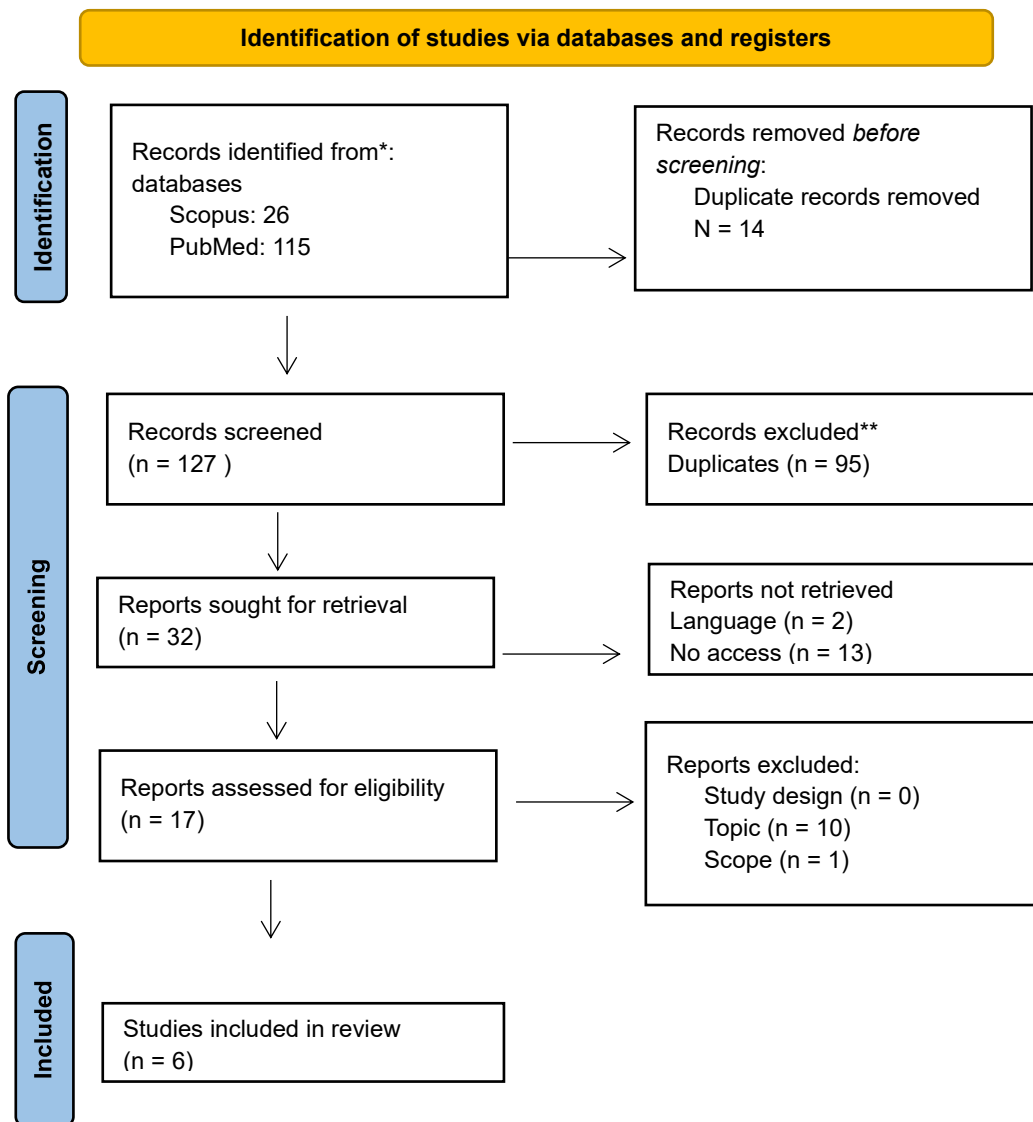 Identification of studies via databases and registers
Identification
Records identified from*:
databases
Scopus: 26
PubMed: 115
Records removed before
screening:
Duplicate records removed
N = 14
Screening
Records screened
(n = 127 )
Records excluded**
Duplicates (n = 95)
Reports sought for retrieval
(n = 32)
Reports not retrieved
Language (n = 2)
No access (n = 13)
Reports assessed for eligibility
(n = 17)
Reports excluded:
Study design (n = 0)
Topic (n = 10)
Scope (n = 1)
Included
Studies included in review
(n = 6)